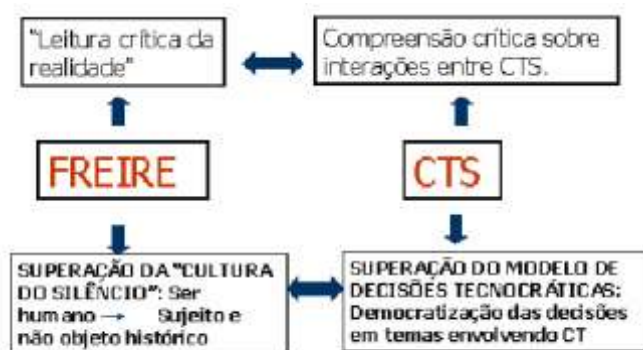 "Leitura crítica da
realidade"
Compreensão crítica sobre
interações entre CTS.
FREIRE
CTS
SUPERAÇÃO DA "CULTURA
DO SILÊNCIO": Ser
humano → Sujeito e
não objeto histórico
SUPERAÇÃO DO MODELO DE
DECISÕES TECNOCRÁTICAS:
Democratização das decisões
em temas envolvendo CT